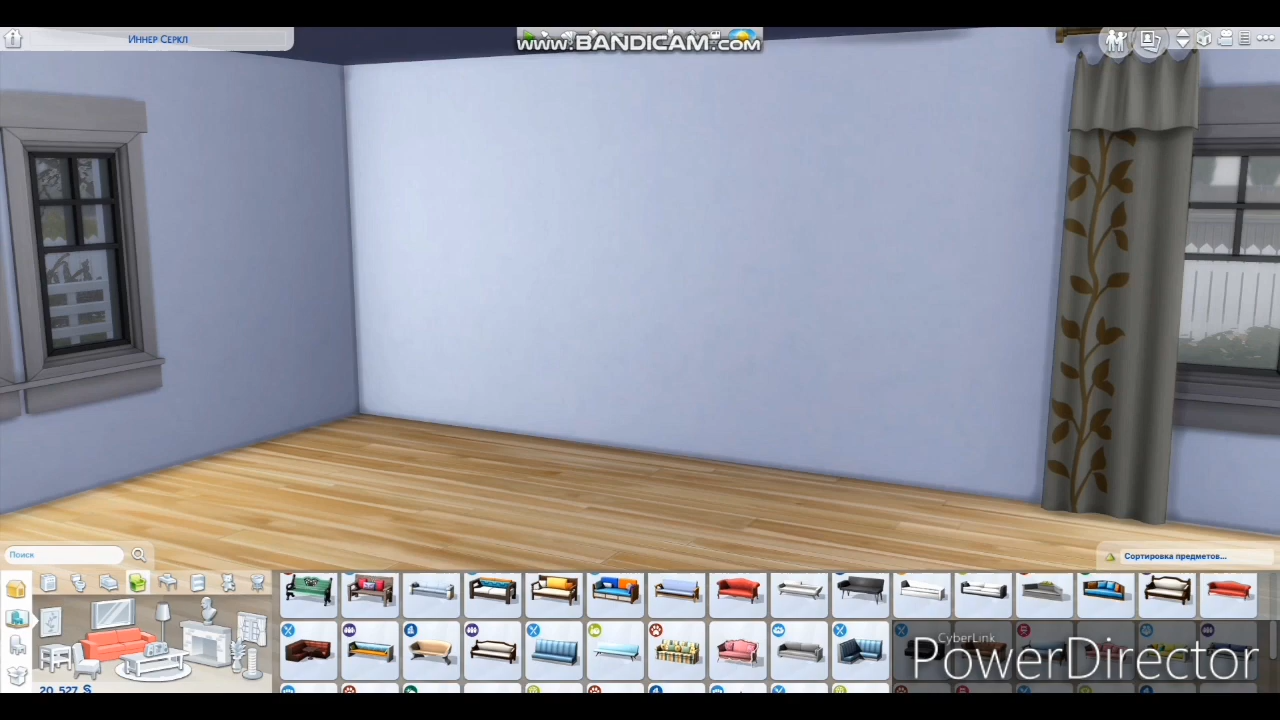 Иннер Серкл
www.BANDICAM.com
Поиск
Сортировка предметов...
CyberLink
PowerDirector
20 527 $